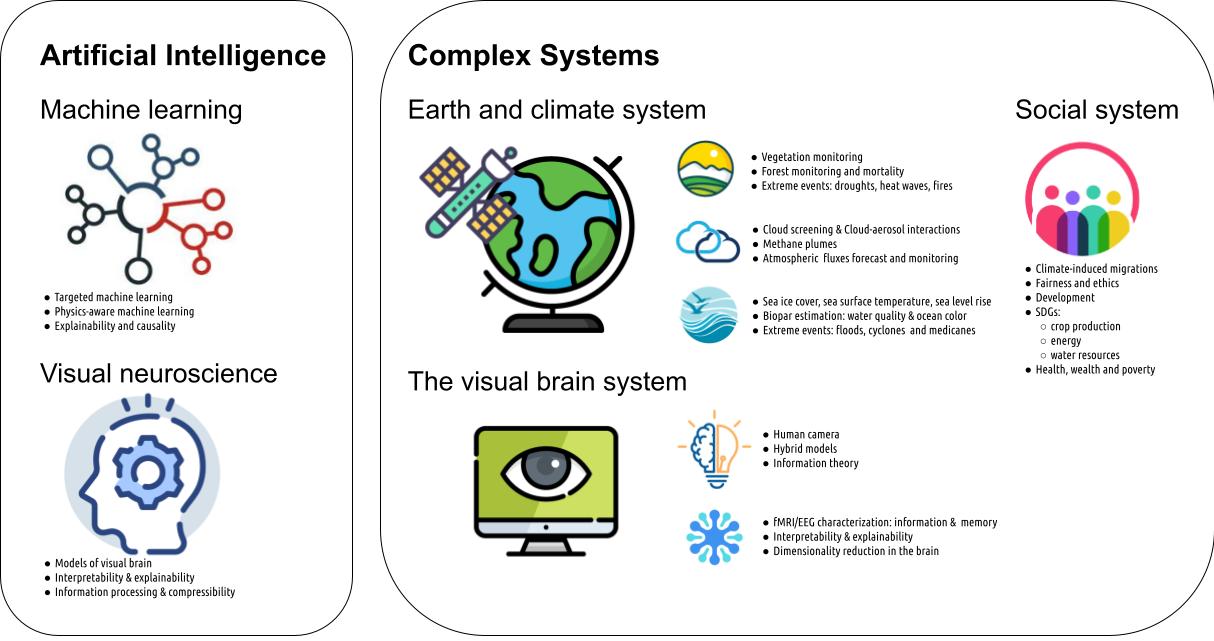 Artificial Intelligence
Machine learning
● Targeted machine learning
● Physics-aware machine learning
● Explainability and causality
Visual neuroscience
● Models of visual brain
● Interpretability & explainability
● Information processing & compressibility
Complex Systems
Earth and climate system
● Vegetation monitoring
● Forest monitoring and mortality
● Extreme events: droughts, heat waves, fires
● Cloud screening & Cloud-aerosol interactions
● Methane plumes
● Atmospheric fluxes forecast and monitoring
● Sea ice cover, sea surface temperature, sea level rise
● Biopar estimation: water quality & ocean color
● Extreme events: floods, cyclones and medicanes
The visual brain system
● Human camera
● Hybrid models
● Information theory
● fMRI/EEG characterization: information & memory
● Interpretability & explainability
● Dimensionality reduction in the brain
Social system
● Climate-induced migrations
● Fairness and ethics
● Development
● SDGs:
○ crop production
○ energy
○ water resources
● Health, wealth and poverty